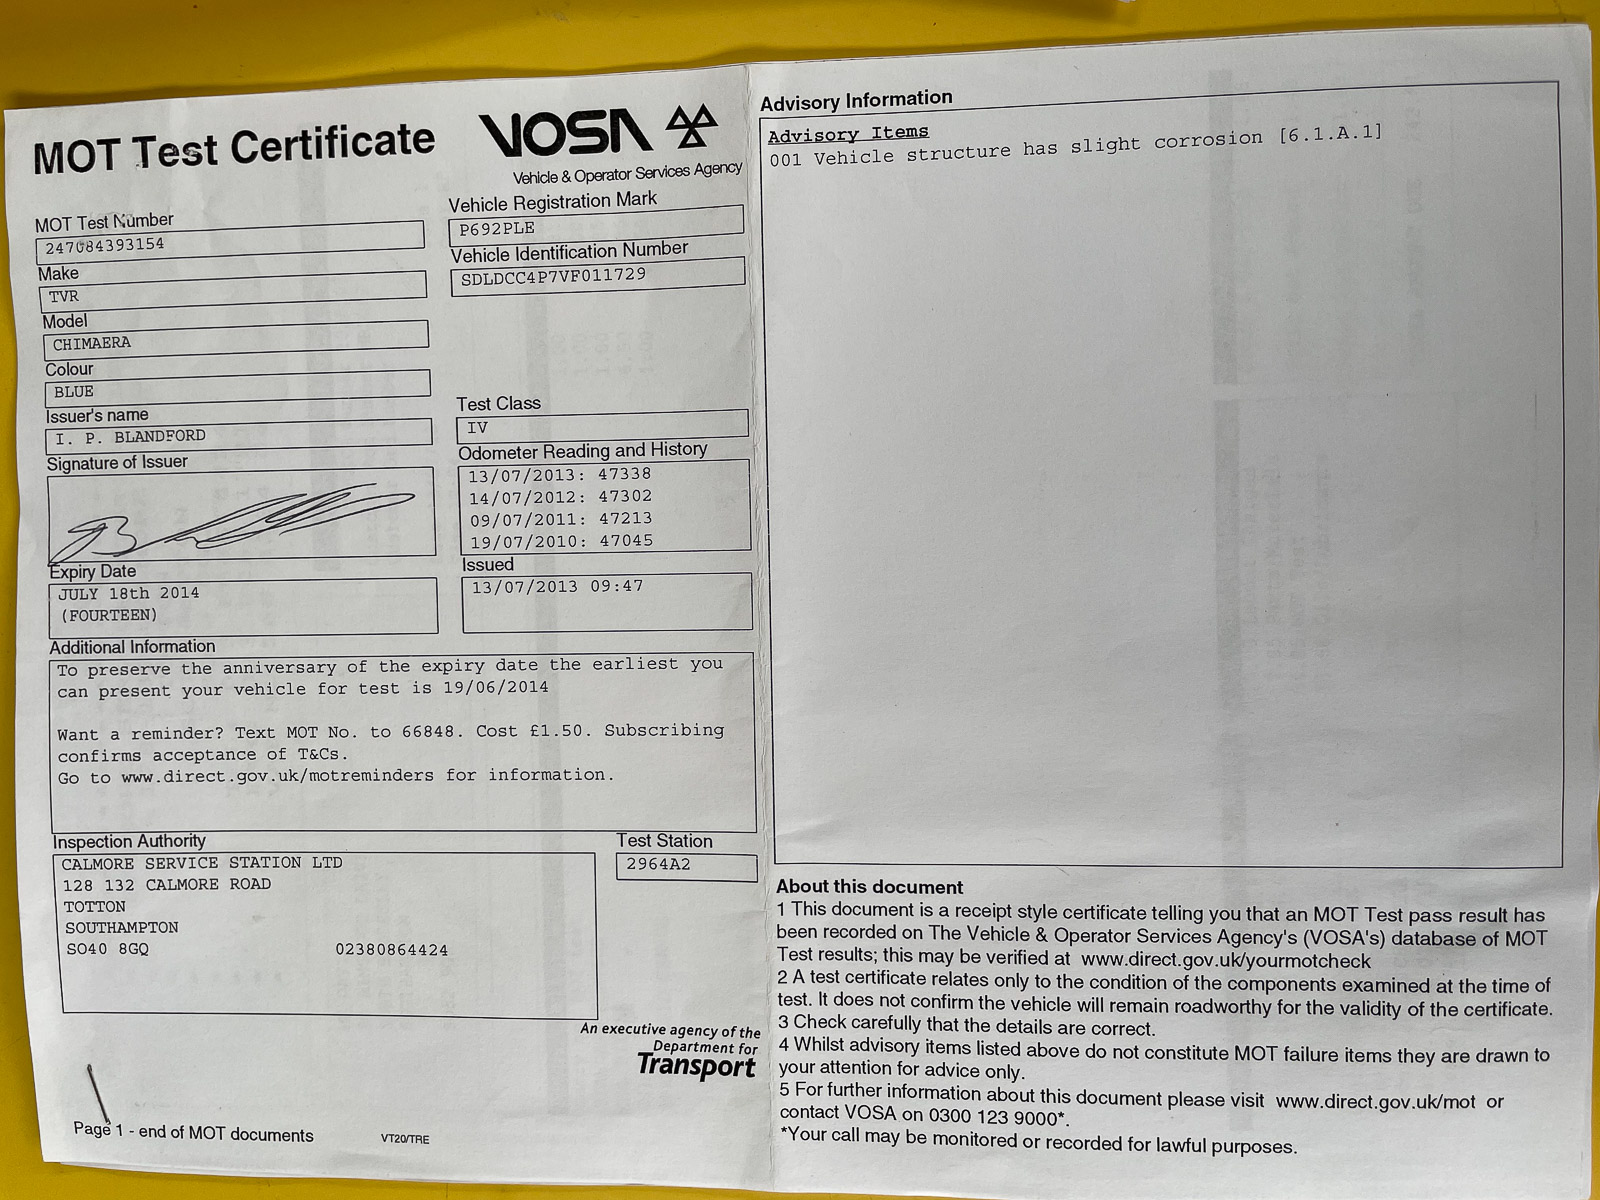 MOT Test Certificate
VOSA
Vehicle & Operator Services Agency
MOT Test Number
247084393154
Vehicle Registration Mark
P692PLE
Make
TVR
Vehicle Identification Number
SDLDCC4P7VF011729
Model
CHIMAERA
Colour
BLUE
Issuer's name
I. P. BLANDFORD
Test Class
IV
Signature of Issuer
Odometer Reading and History
13/07/2013: 47338
14/07/2012: 47302
09/07/2011: 47213
19/07/2010: 47045
Expiry Date
JULY 18th 2014
(FOURTEEN)
Issued
13/07/2013 09:47
Additional Information
To preserve the anniversary of the expiry date the earliest you
can present your vehicle for test is 19/06/2014
Want a reminder? Text MOT No. to 66848. Cost £1.50. Subscribing
confirms acceptance of T&Cs.
Go to www.direct.gov.uk/motreminders for information.
Inspection Authority
CALMORE SERVICE STATION LTD
128 132 CALMORE ROAD
TOTTON
SOUTHAMPTON
SO40 8GQ 02380864424
Test Station
2964A2
An executive agency of the
Department for
Transport
Page 1 - end of MOT documents
VT20/TRE
Advisory Information
Advisory Items
001 Vehicle structure has slight corrosion [6.1.A.1]
About this document
1 This document is a receipt style certificate telling you that an MOT Test pass result has
been recorded on The Vehicle & Operator Services Agency's (VOSA's) database of MOT
Test results; this may be verified at www.direct.gov.uk/yourmotcheck
2 A test certificate relates only to the condition of the components examined at the time of
test. It does not confirm the vehicle will remain roadworthy for the validity of the certificate.
3 Check carefully that the details are correct.
4 Whilst advisory items listed above do not constitute MOT failure items they are drawn to
your attention for advice only.
5 For further information about this document please visit www.direct.gov.uk/mot or
contact VOSA on 0300 123 9000*.
*Your call may be monitored or recorded for lawful purposes.